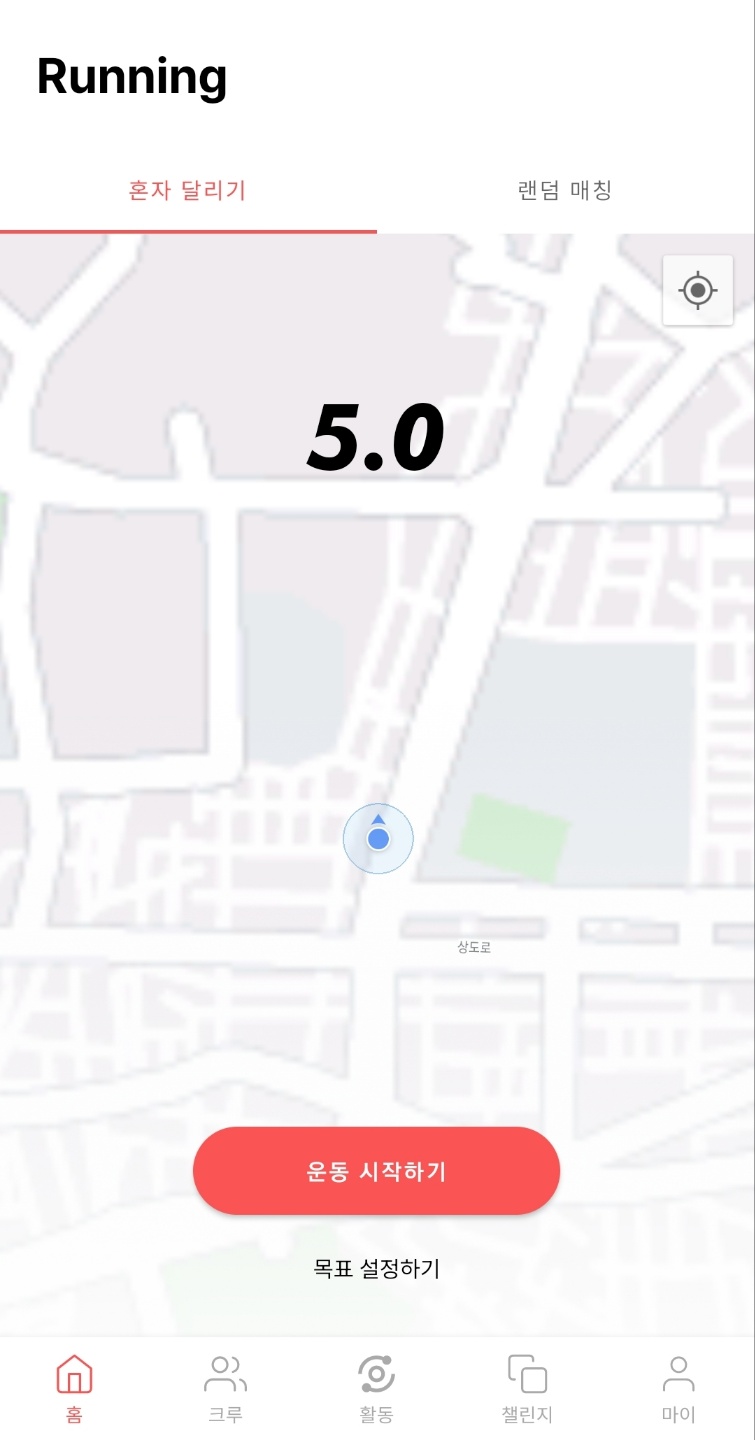 Running
혼자 달리기
랜덤 매칭
5.0
상도로
운동 시작하기
목표 설정하기
홈
크루
활동
챌린지
마이